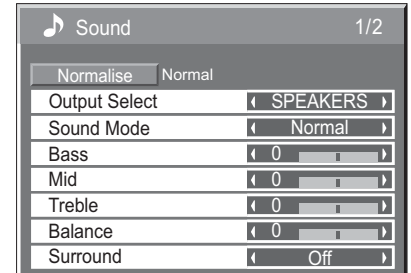 Sound 1/2
Normalise Normal
Output Select SPEAKERS
Sound Mode Normal
Bass 0
Mid 0
Treble 0
Balance 0
Surround Off